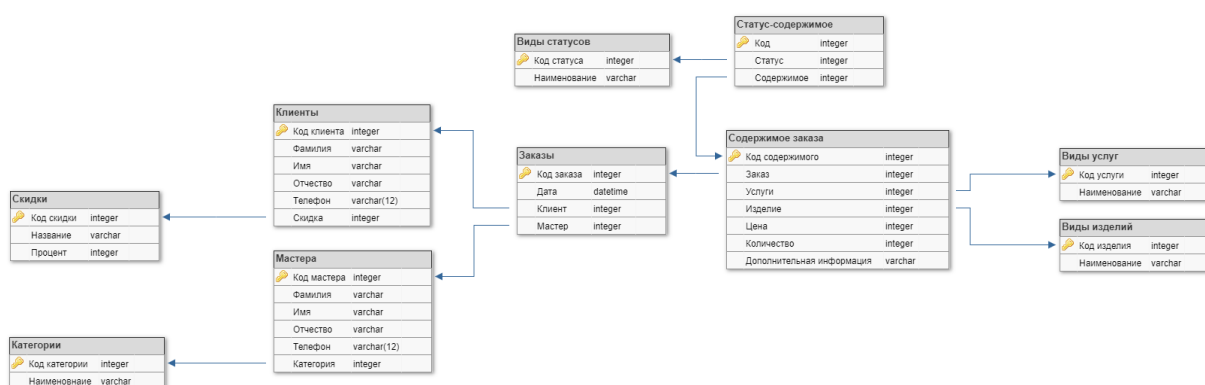 Статус-содержимое
Код integer
Статус integer
Содержимое integer
Виды статусов
Код статуса integer
Наименование varchar
Клиенты
Код клиента integer
Фамилия varchar
Имя varchar
Отчество varchar
Телефон varchar(12)
Скидка integer
Заказы
Код заказа integer
Дата datetime
Клиент integer
Мастер integer
Содержимое заказа
Код содержимого integer
Заказ integer
Услуги integer
Изделие integer
Цена integer
Количество integer
Дополнительная информация varchar
Виды услуг
Код услуги integer
Наименование varchar
Виды изделий
Код изделия integer
Наименование varchar
Скидки
Код скидки integer
Название varchar
Процент integer
Мастера
Код мастера integer
Фамилия varchar
Имя varchar
Отчество varchar
Телефон varchar(12)
Категория integer
Категории
Код категории integer
Наименовнаие varchar